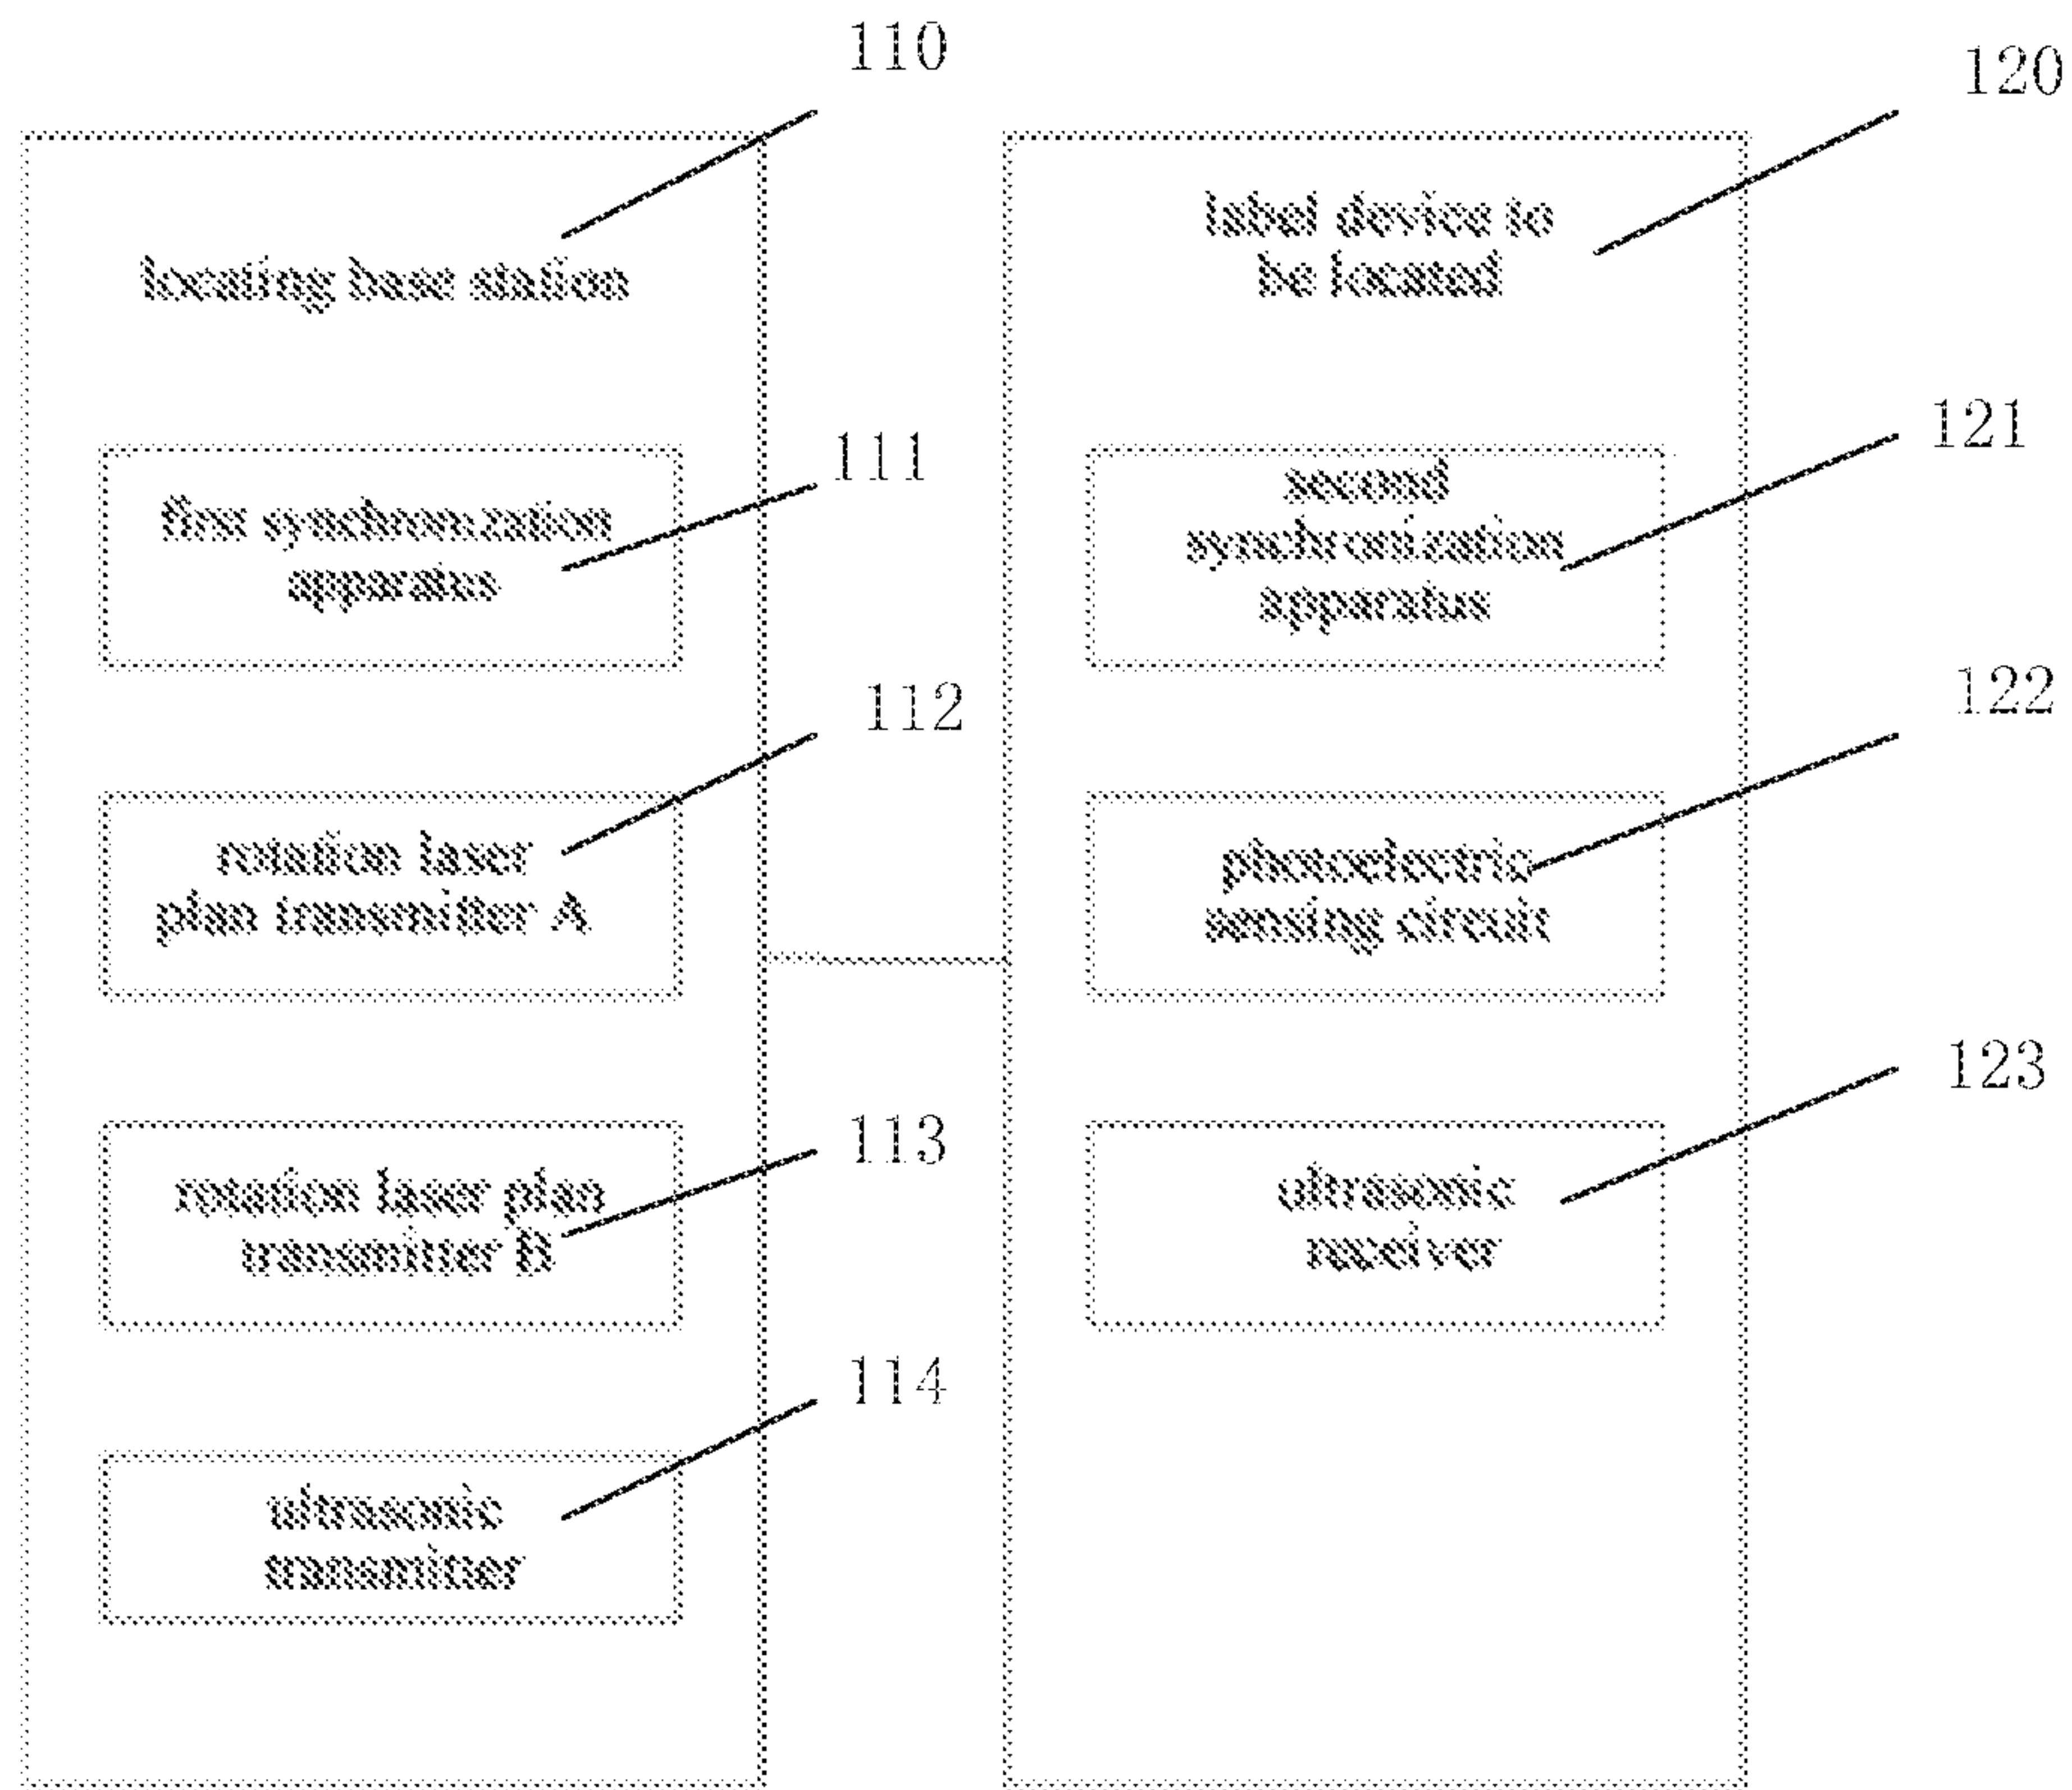 110
locating base station
111
first synchronization
apparatus
112
rotation laser
plan transmitter A
113
rotation laser plan
transmitter B
114
ultrasonic
transmitter
120
label device to
be located
121
second
synchronization
apparatus
122
photoelectric
sensing circuit
123
ultrasonic
receiver